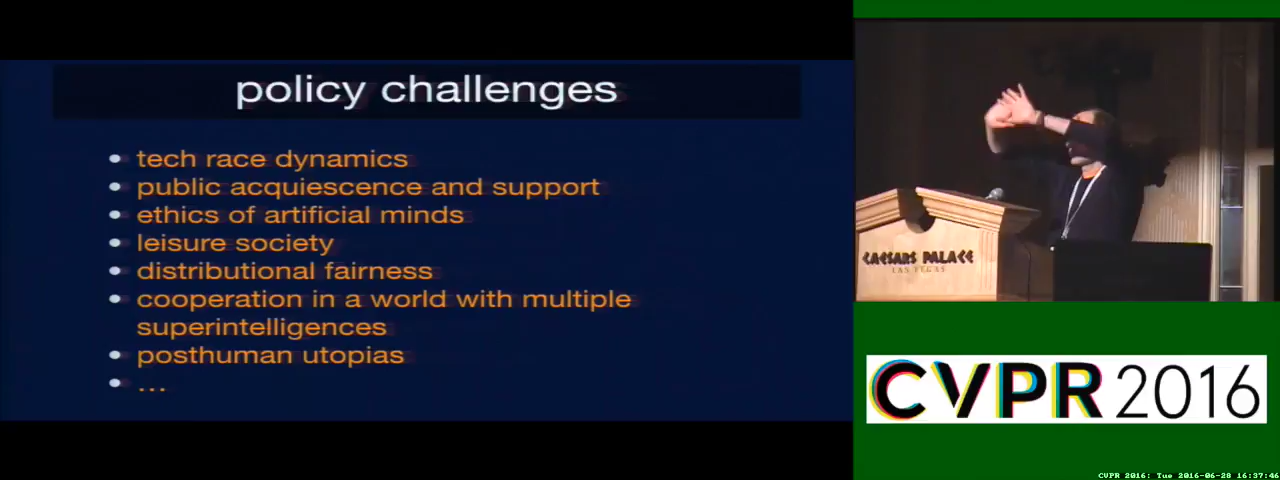 policy challenges
• tech race dynamics
• public acquiescence and support
• ethics of artificial minds
• leisure society
• distributional fairness
• cooperation in a world with multiple
superintelligences
• posthuman utopias
• ...
CAESARS PALACE
LAS VEGAS
CVPR 2016
CVPR 2016: Tue 2016-06-28 16:37:46